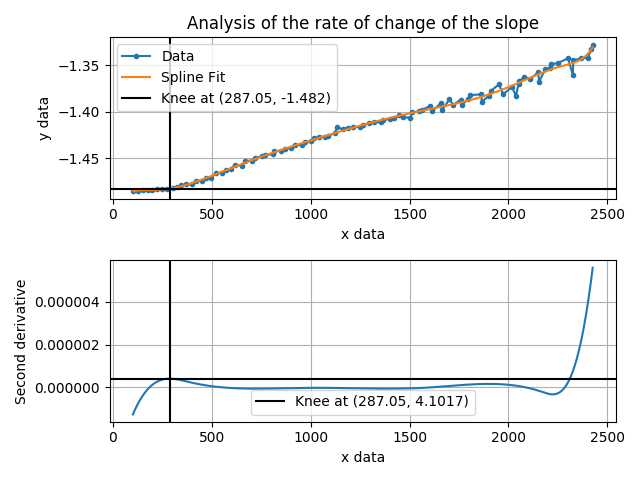 Analysis of the rate of change of the slope
Data
Spline Fit
Knee at (287.05, -1.482)
y data
−1.35
−1.40
−1.45
0 500 1000 1500 2000 2500
x data
Second derivative
0.000004
0.000002
0.000000
Knee at (287.05, 4.1017)
0 500 1000 1500 2000 2500
x data